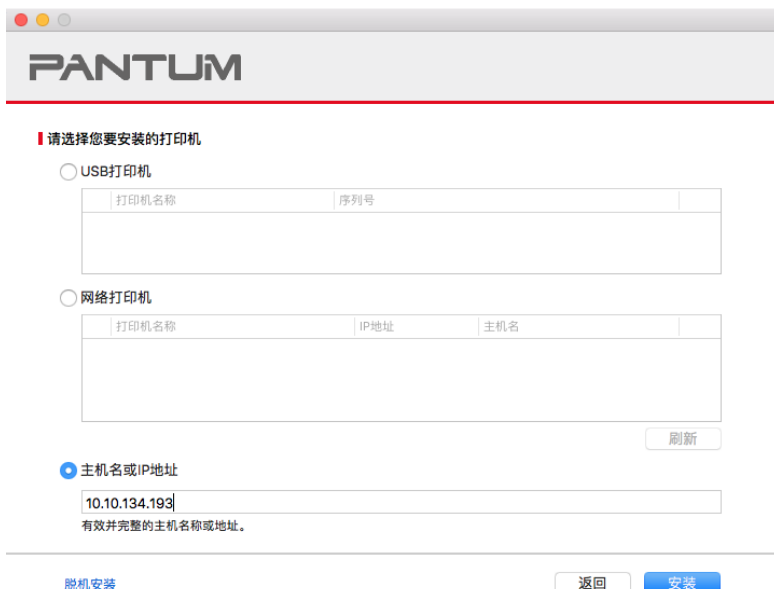 PANTUM
请选择您要安装的打印机
USB打印机
打印机名称 序列号
网络打印机
打印机名称 IP地址 主机名
刷新
主机名或IP地址
10.10.134.193
有效并完整的主机名称或地址。
脱机安装 返回 安装